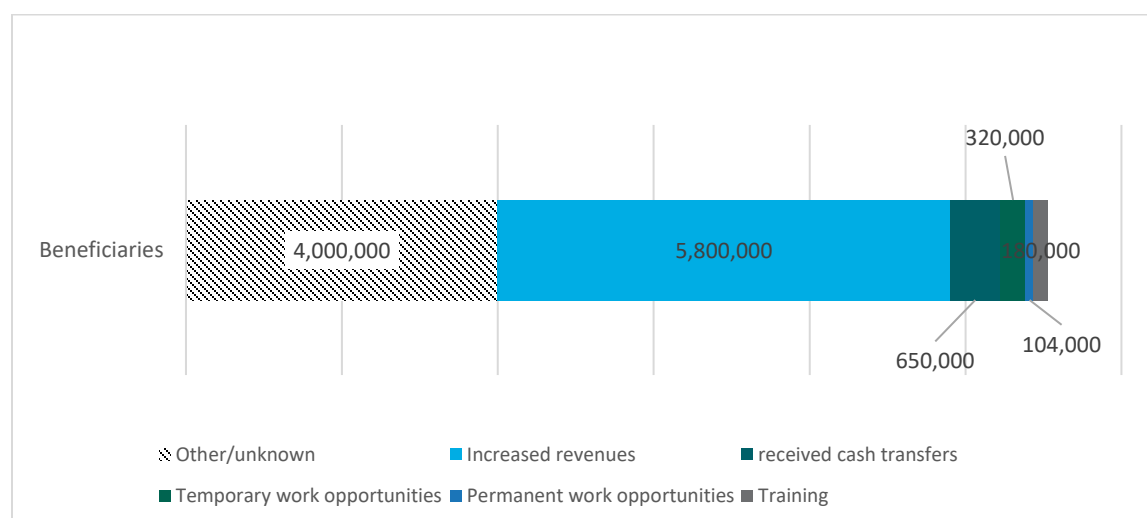 320,000
Beneficiaries
4,000,000
5,800,000
180,000
650,000
104,000
Other/unknown
Increased revenues
received cash transfers
Temporary work opportunities
Permanent work opportunities
Training